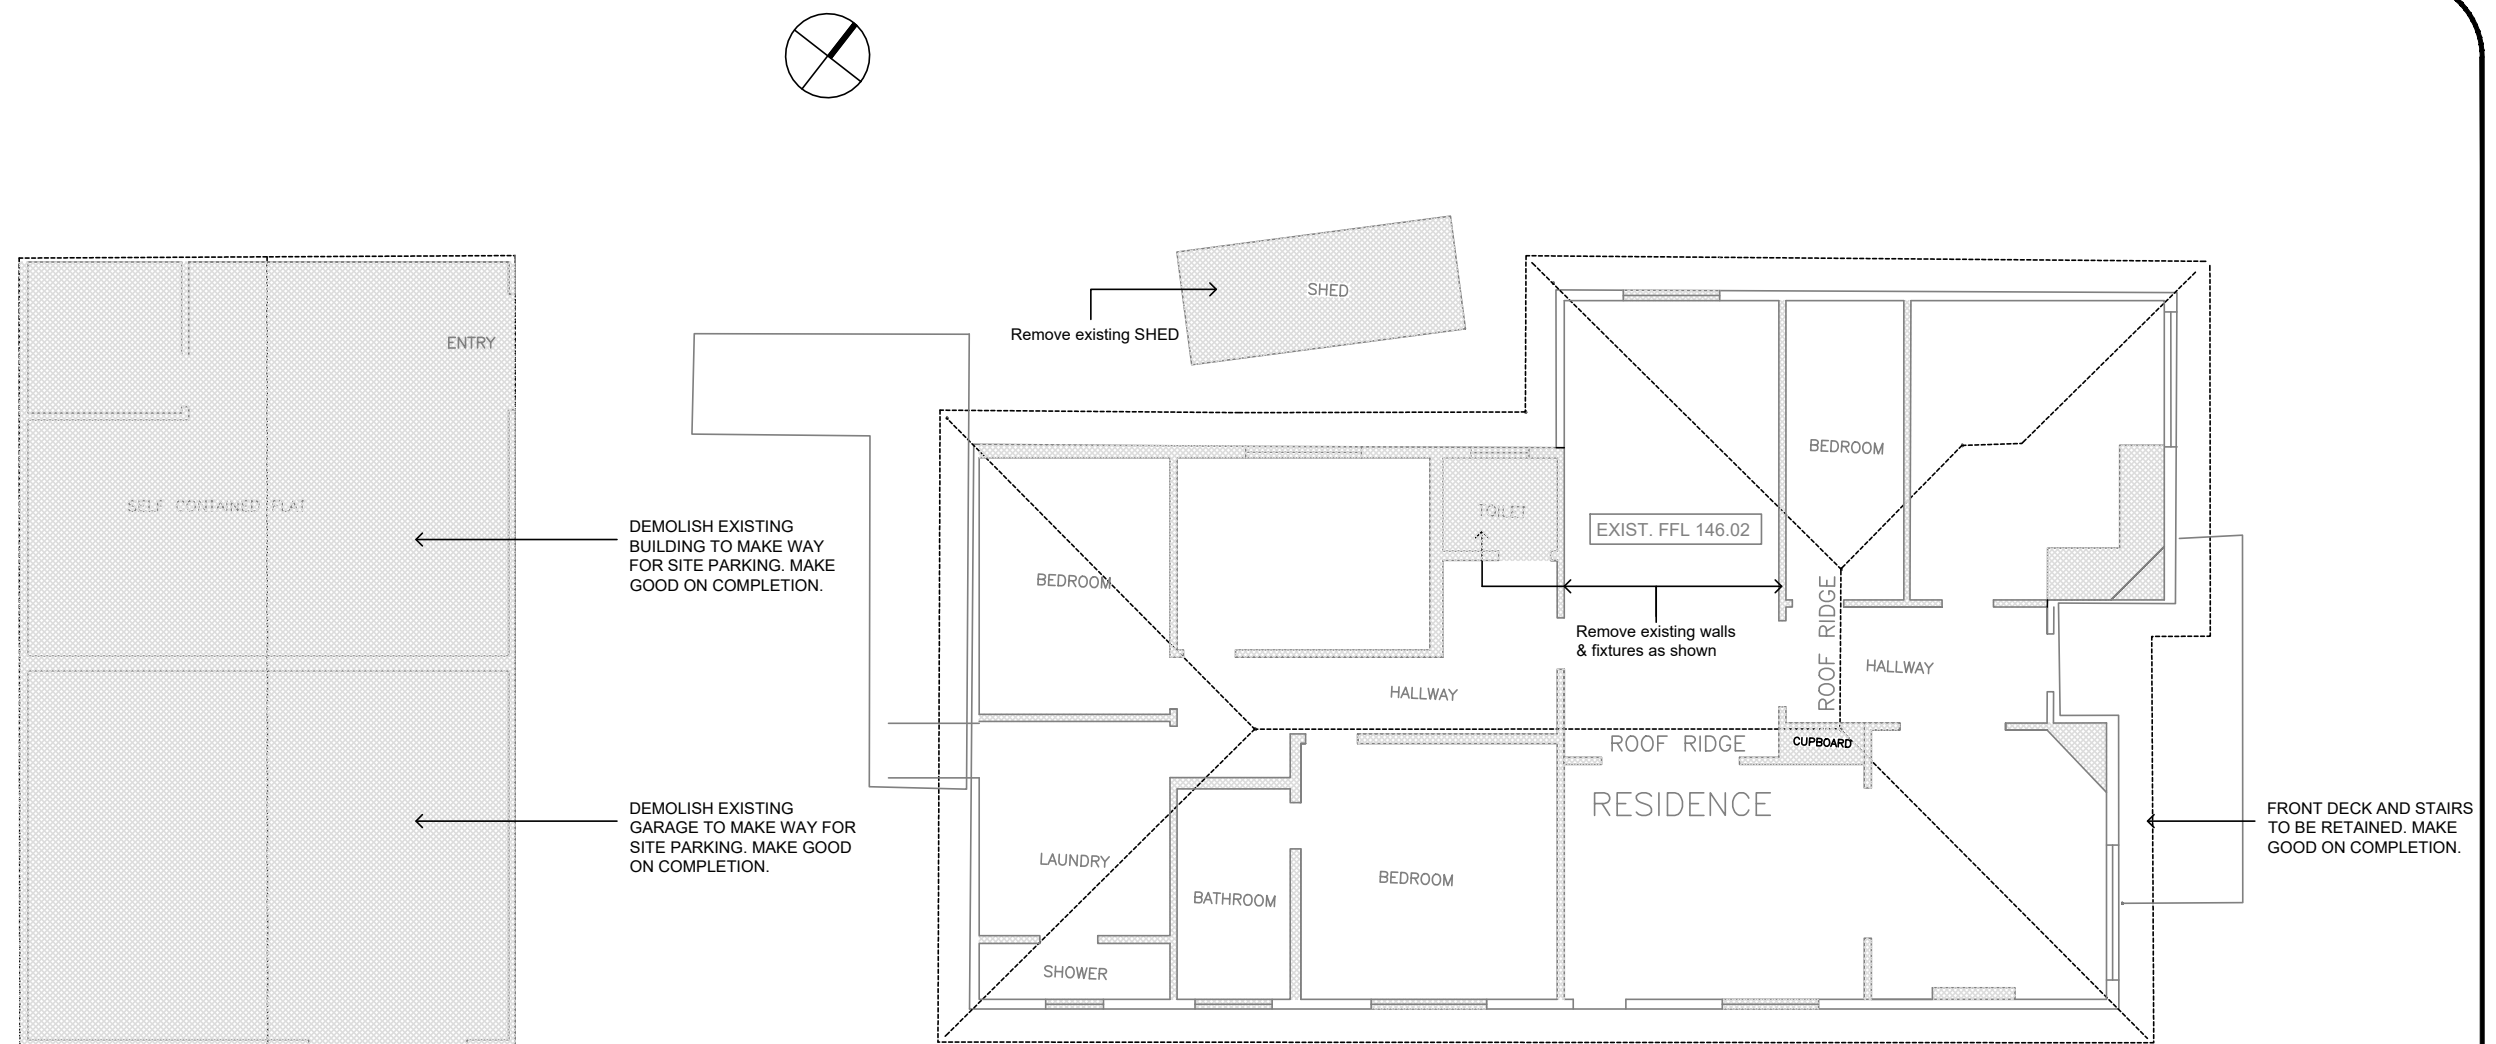 SHED
Remove existing SHED
ENTRY
BEDROOM
SELF CONTAINED FLAT
TOILET
EXIST. FFL 146.02
DEMOLISH EXISTING
BUILDING TO MAKE WAY
FOR SITE PARKING. MAKE
GOOD ON COMPLETION.
BEDROOM
ROOF RIDGE
Remove existing walls
& fixtures as shown
HALLWAY
HALLWAY
ROOF RIDGE
CUPBOARD
RESIDENCE
DEMOLISH EXISTING
GARAGE TO MAKE WAY FOR
SITE PARKING. MAKE GOOD
ON COMPLETION.
FRONT DECK AND STAIRS
TO BE RETAINED. MAKE
GOOD ON COMPLETION.
LAUNDRY
BEDROOM
BATHROOM
SHOWER